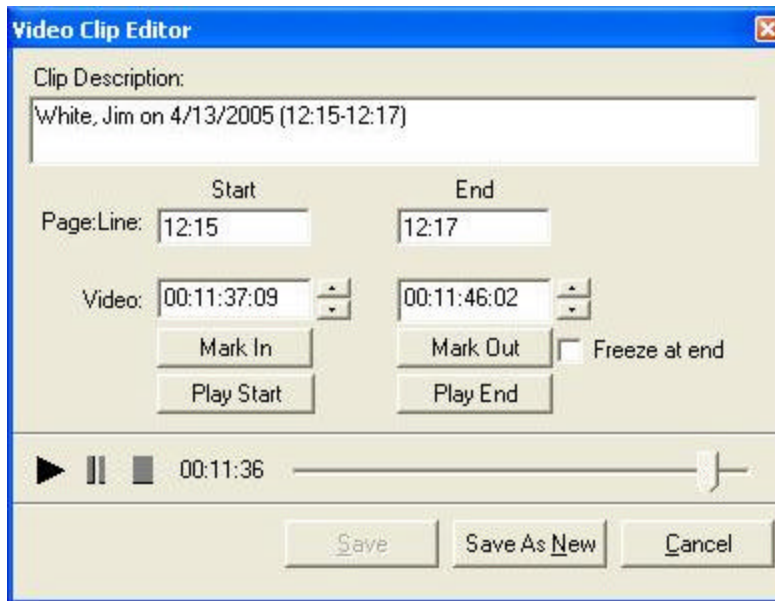 Video Clip Editor
Clip Description:
White, Jim on 4/13/2005 (12:15-12:17)
Start End
Page:Line: 12:15 12:17
Video: 00:11:37:09 00:11:46:02
Mark In Mark Out Freeze at end
Play Start Play End
00:11:36
Save Save As New Cancel